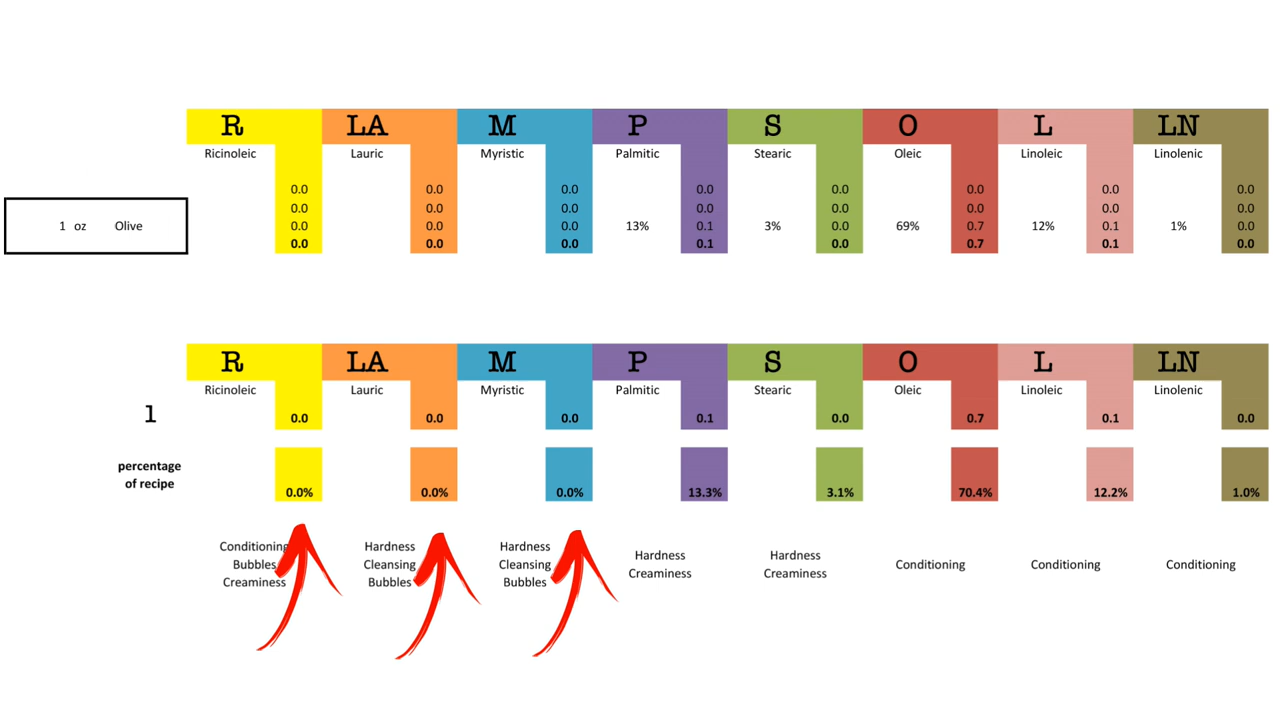 R LA M P S O L LN
Ricinoleic Lauric Myristic Palmitic Stearic Oleic Linoleic Linolenic
0.0 0.0 0.0 0.0 0.0 0.0 0.0 0.0
0.0 0.0 0.0 0.0 0.0 0.0 0.0 0.0
1 oz Olive 0.0 0.0 0.0 13% 0.1 3% 0.0 69% 0.7 12% 0.1 1% 0.0
0.0 0.0 0.0 0.1 0.0 0.7 0.1 0.0
R LA M P S O L LN
Ricinoleic Lauric Myristic Palmitic Stearic Oleic Linoleic Linolenic
1 0.0 0.0 0.0 0.1 0.0 0.7 0.1 0.0
percentage
of recipe
0.0% 0.0% 0.0% 13.3% 3.1% 70.4% 12.2% 1.0%
Conditioning
Bubbles
Creaminess
Hardness
Cleansing
Bubbles
Hardness
Cleansing
Bubbles
Hardness
Creaminess
Hardness
Creaminess
Conditioning
Conditioning
Conditioning